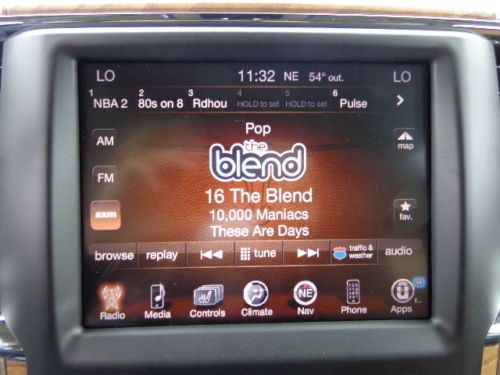 LO 11:32 NE 54° out. LO
1 NBA 2 2 80s on 8 3 Rdhou 4 HOLD to set 5 HOLD to set 6 Pulse
Pop
AM
the
blend
map
FM
16 The Blend
sxm
10,000 Maniacs
fav.
These Are Days
browse replay tune traffic & weather audio
NE
Radio Media Controls Climate Nav Phone Apps